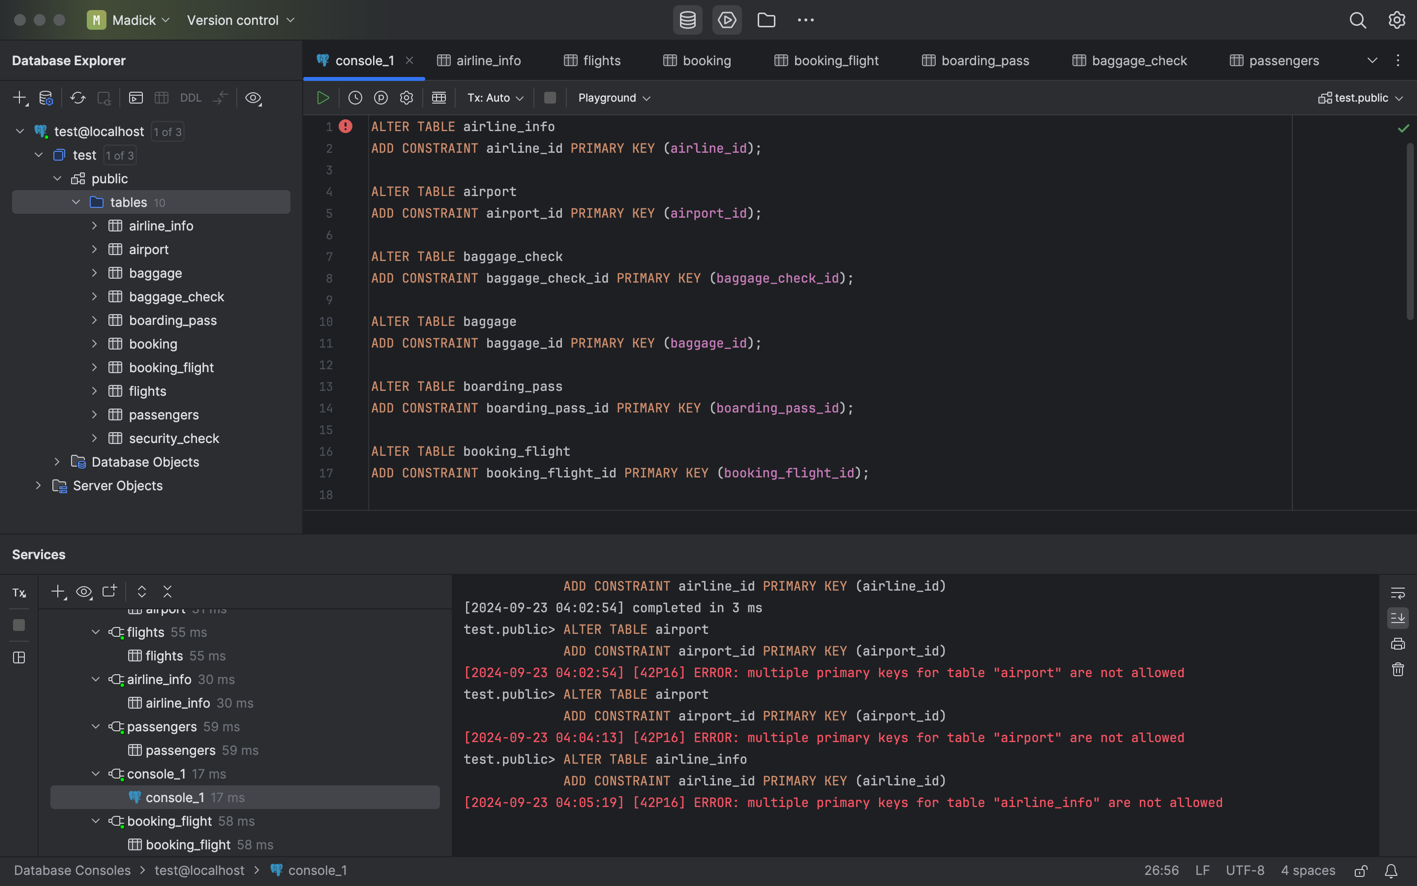 M Madick Version control
Database Explorer
console_1 airline_info flights booking booking_flight boarding_pass baggage_check passengers
DDL
Tx: Auto Playground test.public
test@localhost 1 of 3
test 1 of 3
public
tables 10
airline_info
airport
baggage
baggage_check
boarding_pass
booking
booking_flight
flights
passengers
security_check
Database Objects
Server Objects
1 ALTER TABLE airline_info
2 ADD CONSTRAINT airline_id PRIMARY KEY (airline_id);
3
4 ALTER TABLE airport
5 ADD CONSTRAINT airport_id PRIMARY KEY (airport_id);
6
7 ALTER TABLE baggage_check
8 ADD CONSTRAINT baggage_check_id PRIMARY KEY (baggage_check_id);
9
10 ALTER TABLE baggage
11 ADD CONSTRAINT baggage_id PRIMARY KEY (baggage_id);
12
13 ALTER TABLE boarding_pass
14 ADD CONSTRAINT boarding_pass_id PRIMARY KEY (boarding_pass_id);
15
16 ALTER TABLE booking_flight
17 ADD CONSTRAINT booking_flight_id PRIMARY KEY (booking_flight_id);
18
Services
Tx
airport 31 ms
flights 55 ms
flights 55 ms
airline_info 30 ms
airline_info 30 ms
passengers 59 ms
passengers 59 ms
console_1 17 ms
console_1 17 ms
booking_flight 58 ms
booking_flight 58 ms
ADD CONSTRAINT airline_id PRIMARY KEY (airline_id)
[2024-09-23 04:02:54] completed in 3 ms
test.public> ALTER TABLE airport
ADD CONSTRAINT airport_id PRIMARY KEY (airport_id)
[2024-09-23 04:02:54] [42P16] ERROR: multiple primary keys for table "airport" are not allowed
test.public> ALTER TABLE airport
ADD CONSTRAINT airport_id PRIMARY KEY (airport_id)
[2024-09-23 04:04:13] [42P16] ERROR: multiple primary keys for table "airport" are not allowed
test.public> ALTER TABLE airline_info
ADD CONSTRAINT airline_id PRIMARY KEY (airline_id)
[2024-09-23 04:05:19] [42P16] ERROR: multiple primary keys for table "airline_info" are not allowed
Database Consoles > test@localhost > console_1
26:56 LF UTF-8 4 spaces